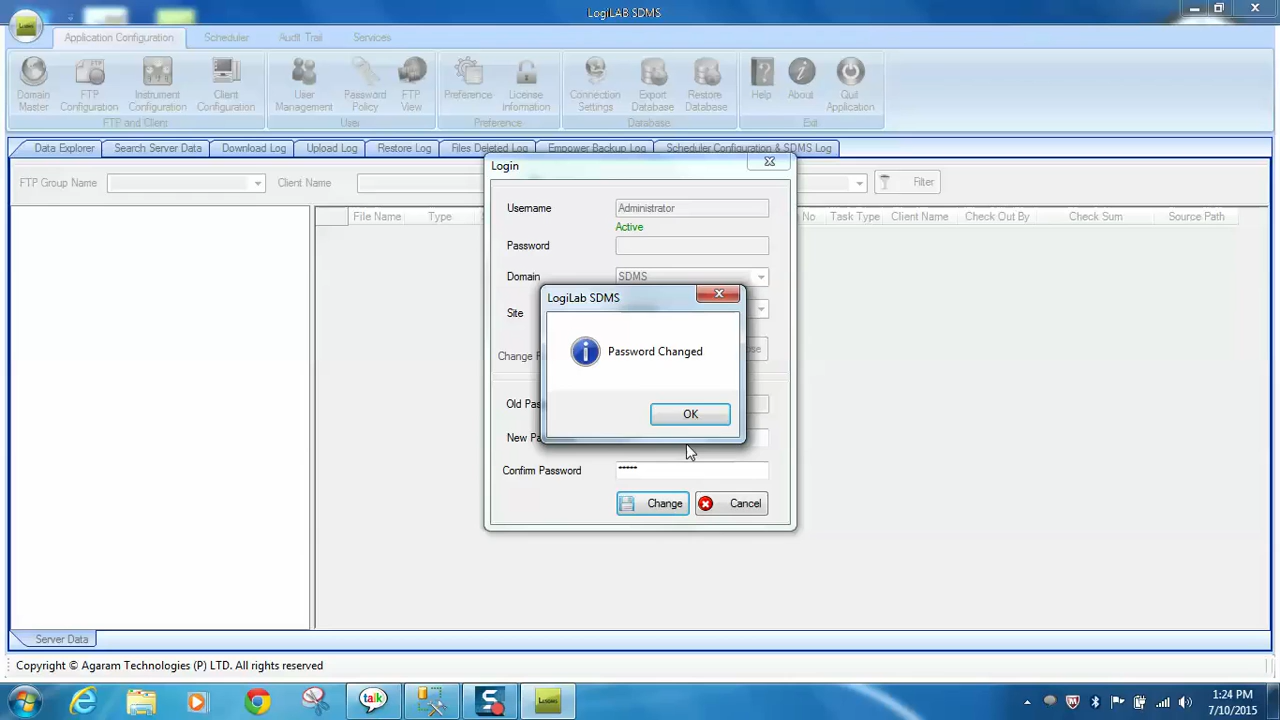 LogiLAB SDMS
Application Configuration Scheduler Audit Trail Services
Domain Master
FTP Configuration
Instrument Configuration
Client Configuration
User Management
Password Policy
FTP View
Preference
License Information
Connection Settings
Export Database
Restore Database
Help
About
Quit Application
FTP and Client User Preference Database Exit
Data Explorer Search Server Data Download Log Upload Log Restore Log Files Deleted Log Empower Backup Log Scheduler Configuration & SDMS Log
Login
FTP Group Name Client Name Filter
Username Administrator
File Name Type No Task Type Client Name Check Out By Check Sum Source Path
Active
Password
Domain SDMS
LogiLab SDMS
Site
Password Changed
Change
Old Pas
OK
New Pa
Confirm Password *****
Change Cancel
Server Data
Copyright © Agaram Technologies (P) LTD. All rights reserved
talk
1:24 PM
7/10/2015